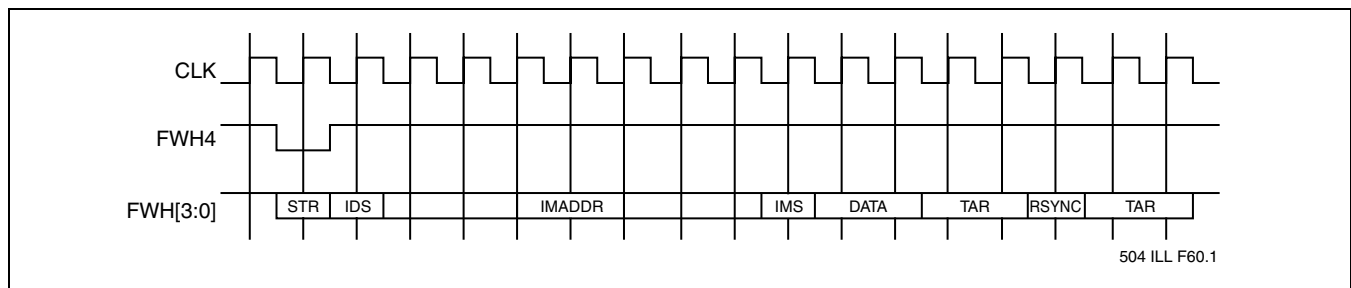 CLK
FWH4
FWH[3:0]
STR IDS IMADDR IMS DATA TAR RSYNC TAR
504 ILL F60.1